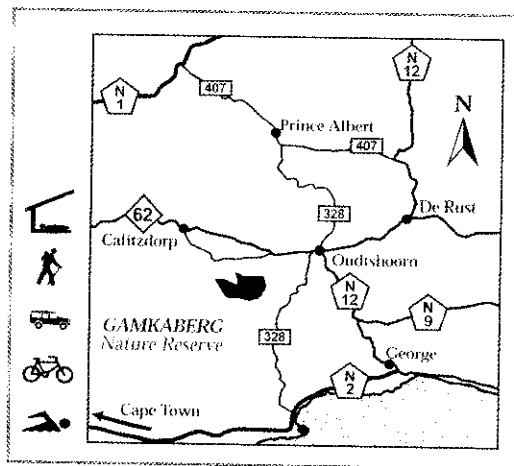 N
12
N
1
407
N
Prince Albert
407
De Rust
62
328
Calitzdorp
Oudtshoorn
N
12
GAMKABERG
Nature Reserve
N
9
328
George
N
2
Cape Town